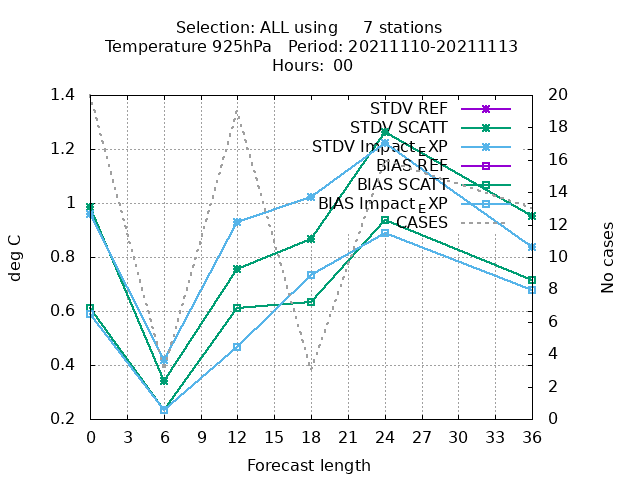 Selection: ALL using     7 stations
Temperature 925hPa   Period: 20211110-20211113
Hours:  00
1.4
1.2
1
0.8
0.6
0.4
0.2
deg C
20
18
16
14
12
10
8
6
4
2
0
No cases
STDV REF
STDV SCATT
STDV Impact_EXP
BIAS REF
BIAS SCATT
BIAS Impact_EXP
CASES
0 3 6 9 12 15 18 21 24 27 30 33 36
Forecast length